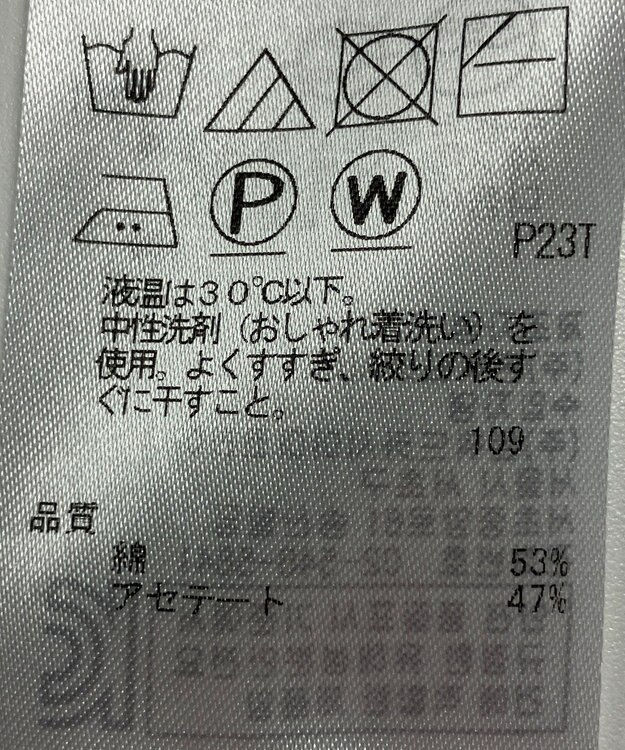 P W
P23T
液温は30℃以下。
中性洗剤（おしゃれ着洗い）を
使用。よくすすぎ、絞りの後す
ぐに干すこと。
109
品質
綿 53%
アセテート 47%